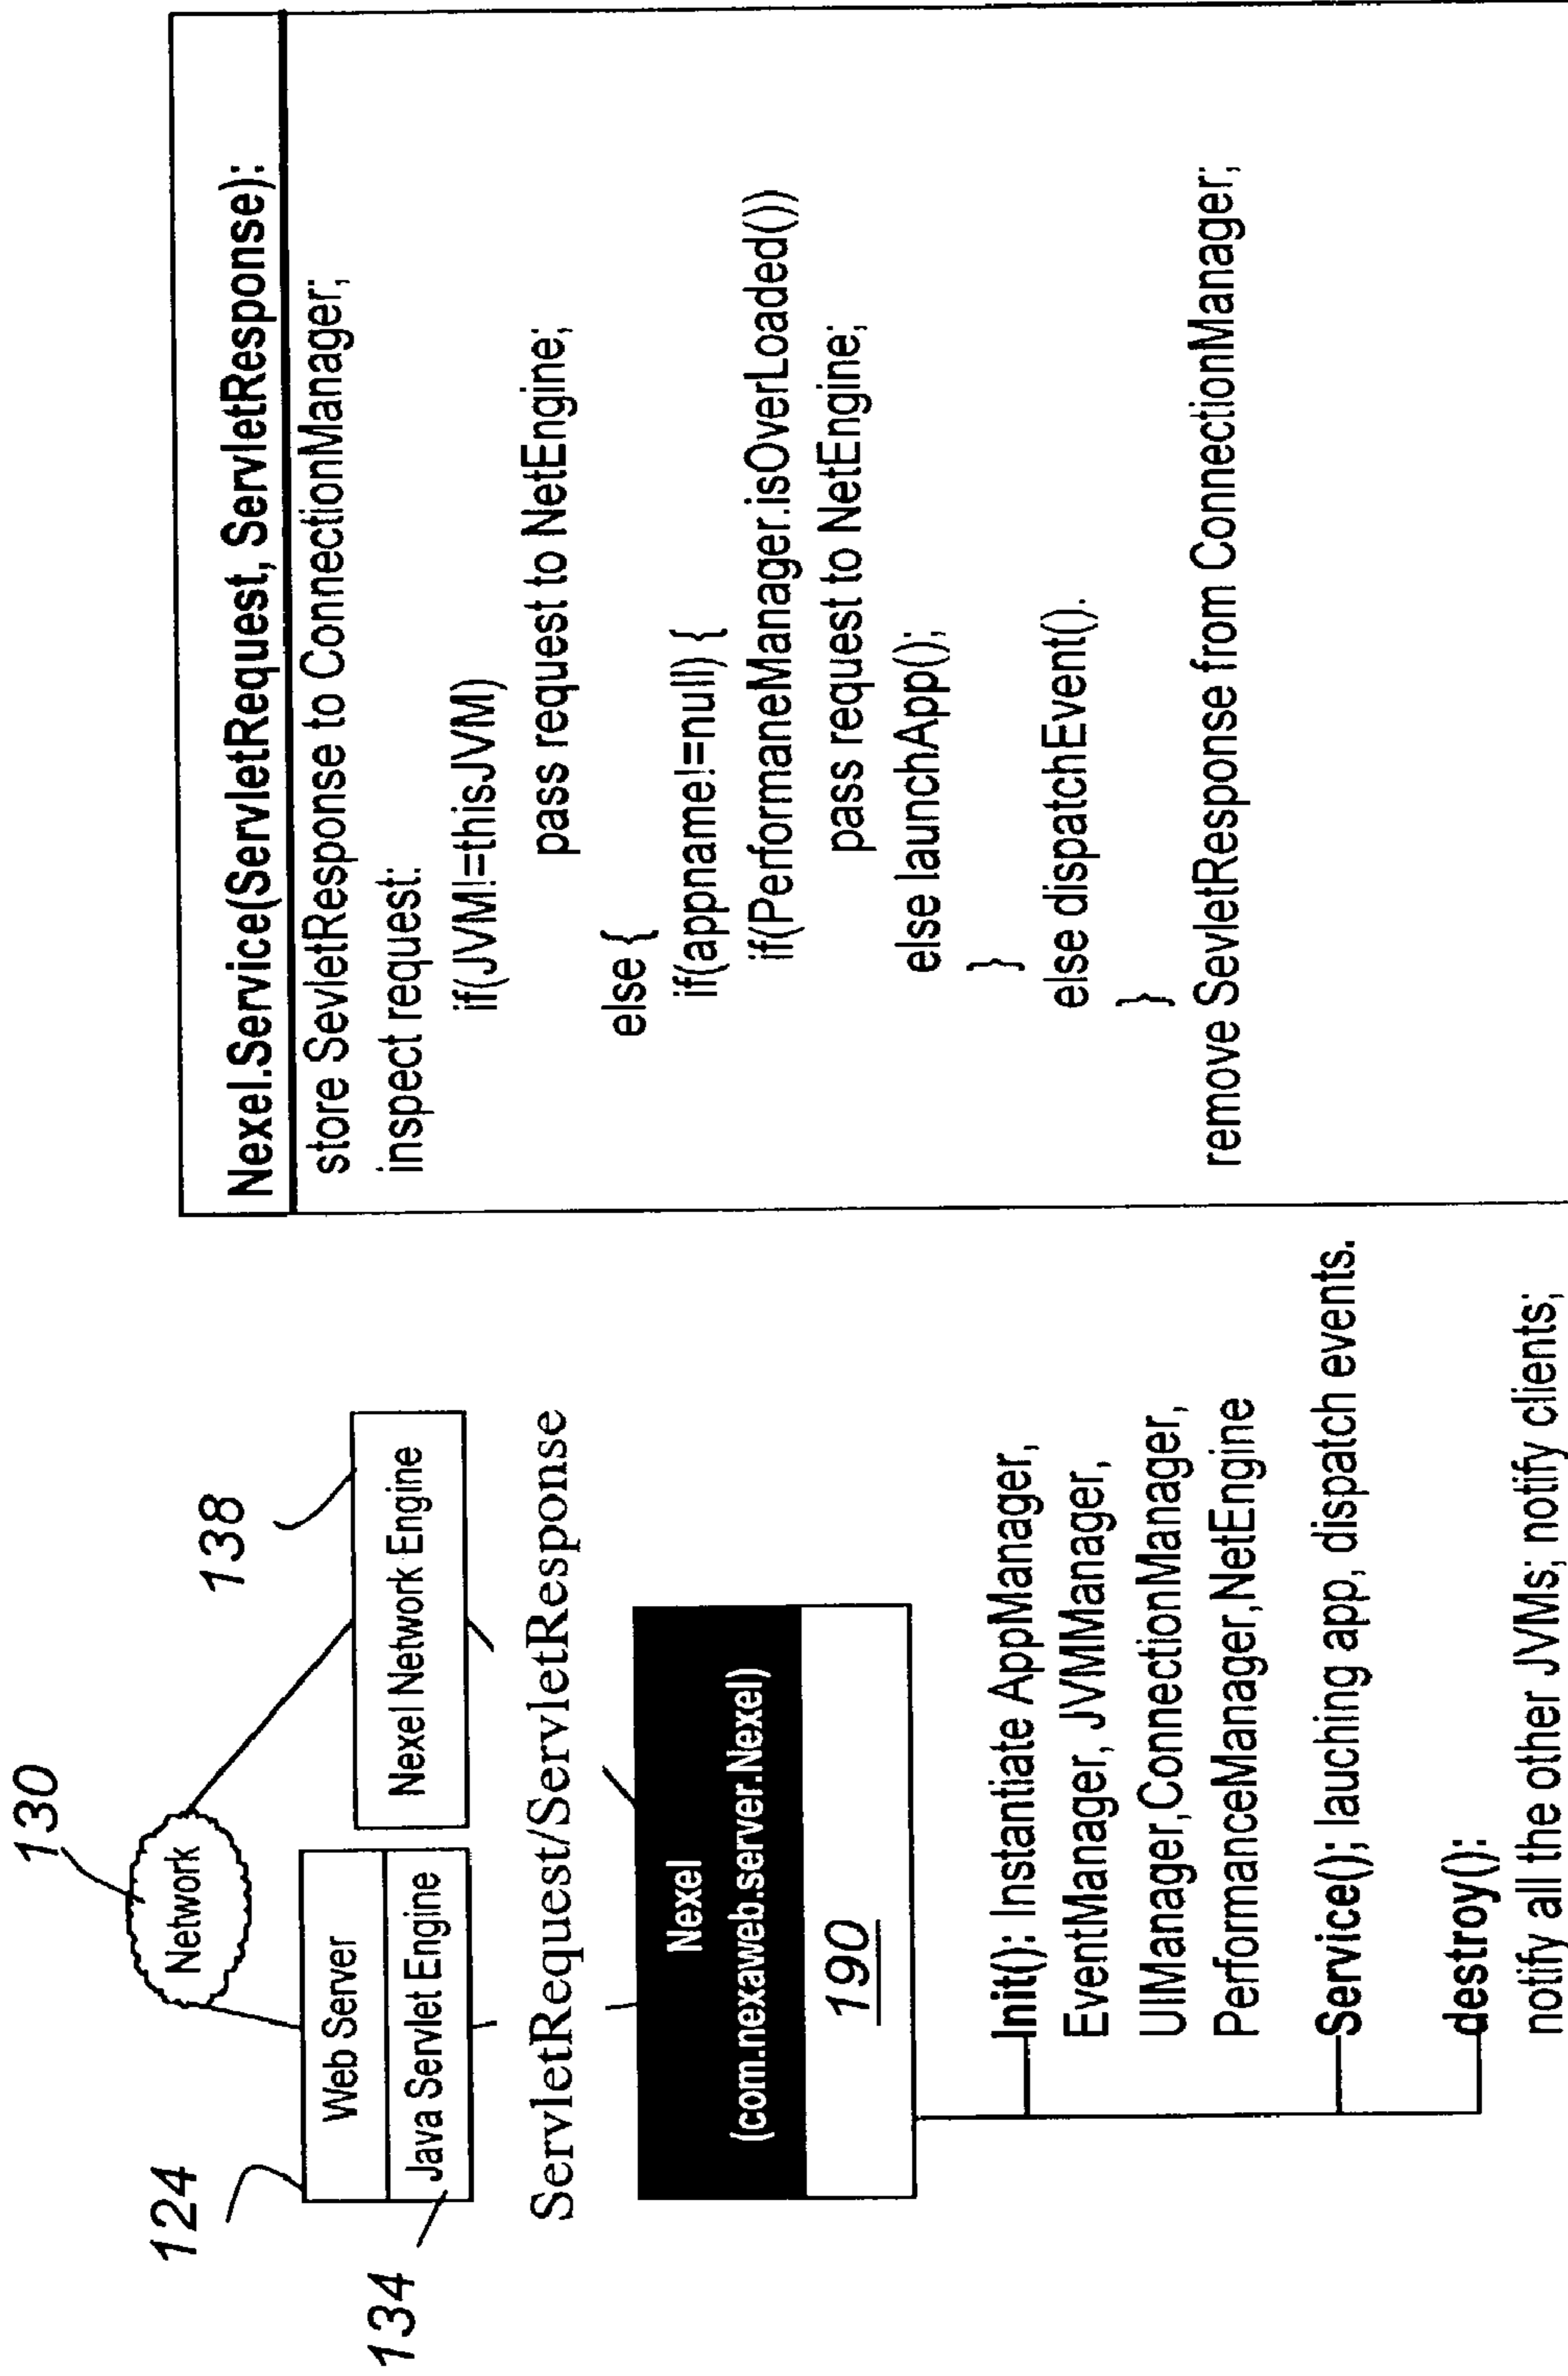 130
Network
124
138
Web Server
Java Servlet Engine
134
Nexel Network Engine
ServletRequest/ServletResponse
Nexel
(com.nexaweb.server.Nexel)
190
Init(): Instantiate AppManager,
EventManager, JVMManager,
UIManager,ConnectionManager,
PerformanceManager,NetEngine
Service(); lauching app, dispatch events.
destroy():
notify all the other JVMs; notify clients;
Nexel.Service(ServletRequest, ServletResponse):
store SevletResponse to ConnectionManager;
inspect request:
if(JVM!=thisJVM)
pass request to NetEngine;
else {
if(appname!=null) {
if(PerformaneManager.isOverLoaded())
pass request to NetEngine;
else launchApp();
}
else dispatchEvent().
}
remove SevletResponse from ConnectionManager;